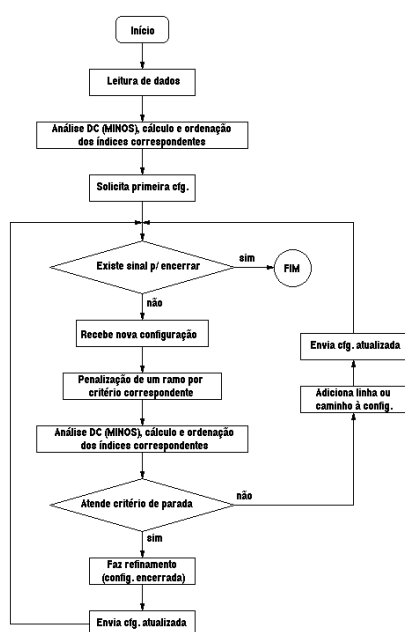 Início
Leitura de dados
Análise DC (MINOS), cálculo e ordenação
dos índices correspondentes
Solicita primeira cfg.
Existe sinal p/ encerrar
sim
FIM
não
Recebe nova configuração
Envia cfg. atualizada
Penalização de um ramo por
critério correspondente
Adiciona linha ou
caminho à config.
Análise DC (MINOS), cálculo e ordenação
dos índices correspondentes
Atende critério de parada
não
sim
Faz refinamento
(config. encerrada)
Envia cfg. atualizada